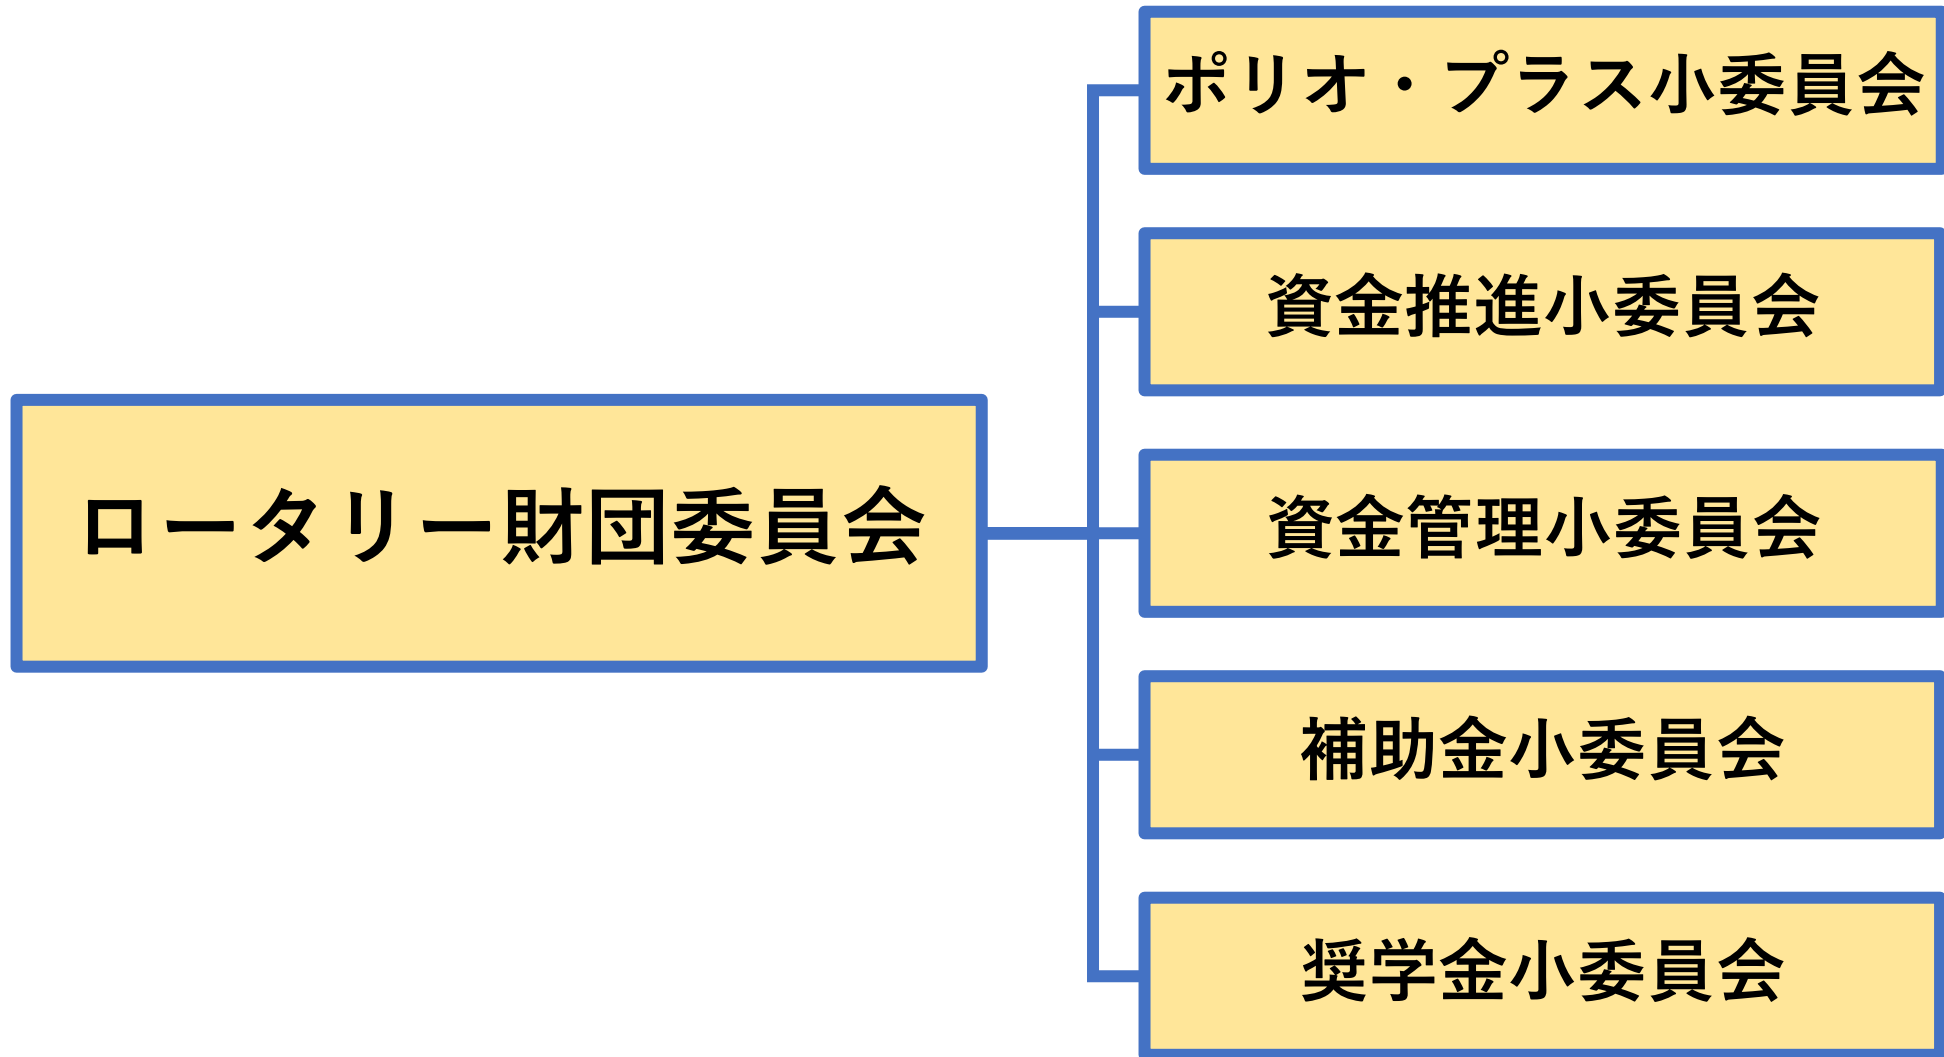 ポリオ・プラス小委員会
資金推進小委員会
ロータリー財団委員会
資金管理小委員会
補助金小委員会
奨学金小委員会